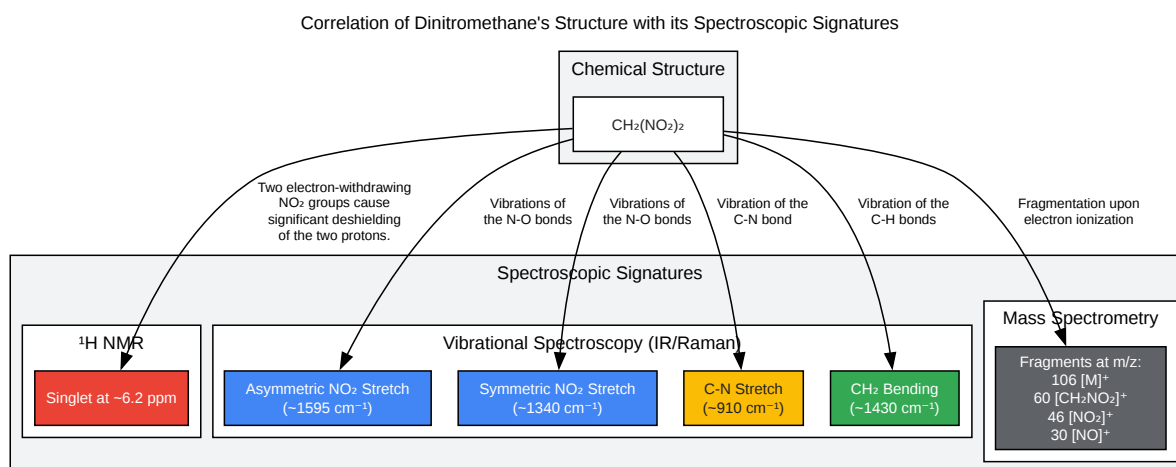 Correlation of Dinitromethane's Structure with its Spectroscopic Signatures
Chemical Structure
CH₂(NO₂)₂
Two electron-withdrawing
NO₂ groups cause
significant deshielding
of the two protons.
Vibrations of
the N-O bonds
Vibrations of
the N-O bonds
Vibration of the
C-N bond
Vibration of the
C-H bonds
Fragmentation upon
electron ionization
Spectroscopic Signatures
¹H NMR
Singlet at ~6.2 ppm
Vibrational Spectroscopy (IR/Raman)
Asymmetric NO₂ Stretch
(~1595 cm⁻¹)
Symmetric NO₂ Stretch
(~1340 cm⁻¹)
C-N Stretch
(~910 cm⁻¹)
CH₂ Bending
(~1430 cm⁻¹)
Mass Spectrometry
Fragments at m/z:
106 [M]⁺
60 [CH₂NO₂]⁺
46 [NO₂]⁺
30 [NO]⁺